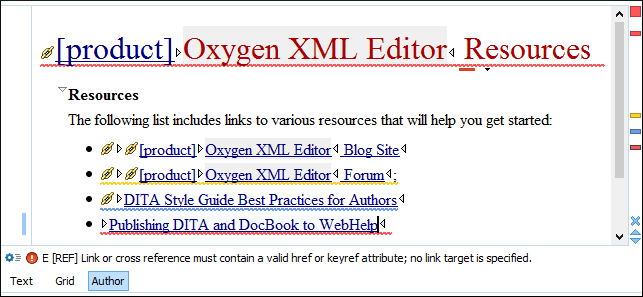 [product] Oxygen XML Editor Resources
Resources
The following list includes links to various resources that will help you get started:
[product] Oxygen XML Editor Blog Site
[product] Oxygen XML Editor Forum :
DITA Style Guide Best Practices for Authors
Publishing DITA and DocBook to WebHelp
E [REF] Link or cross reference must contain a valid href or keyref attribute; no link target is specified.
Text Grid Author